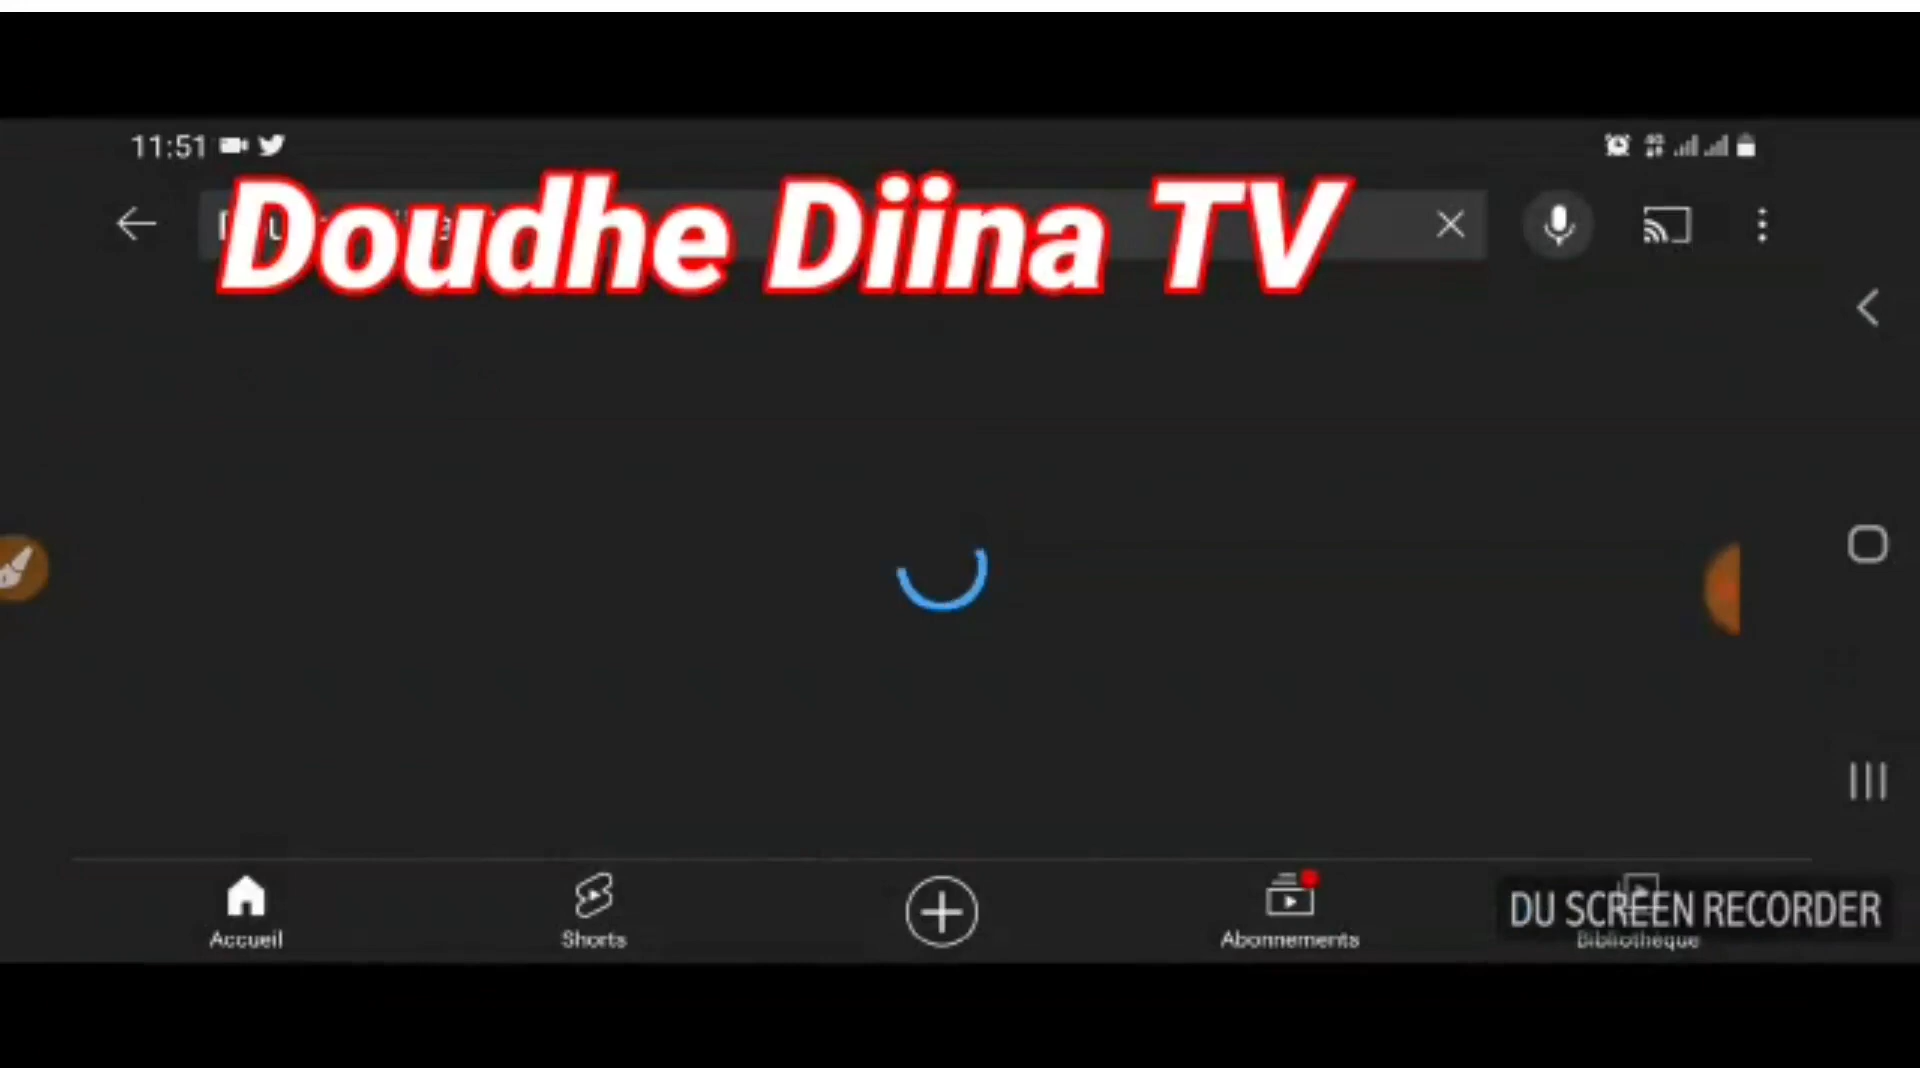 11:51
Doudhe Diina TV
Accueil
Shorts
Abonnements
DU SCREEN RECORDER
Bibliothèque